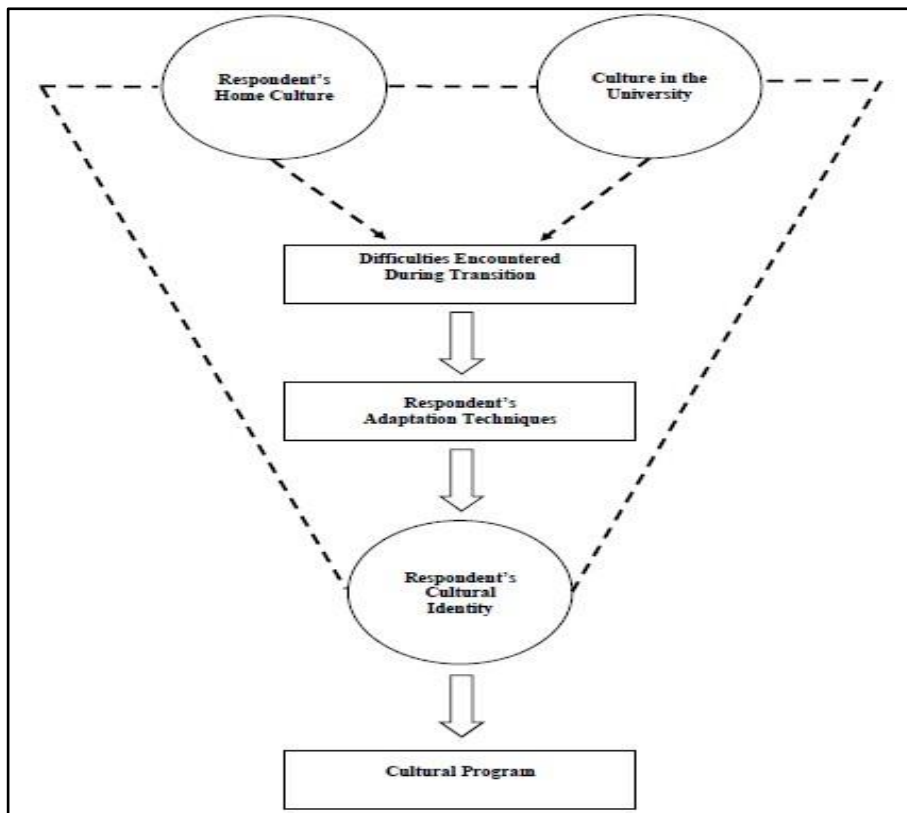 Respondent's
Home Culture
Culture in the
University
Difficulties Encountered
During Transition
Respondent's
Adaptation Techniques
Respondent's
Cultural
Identity
Cultural Program